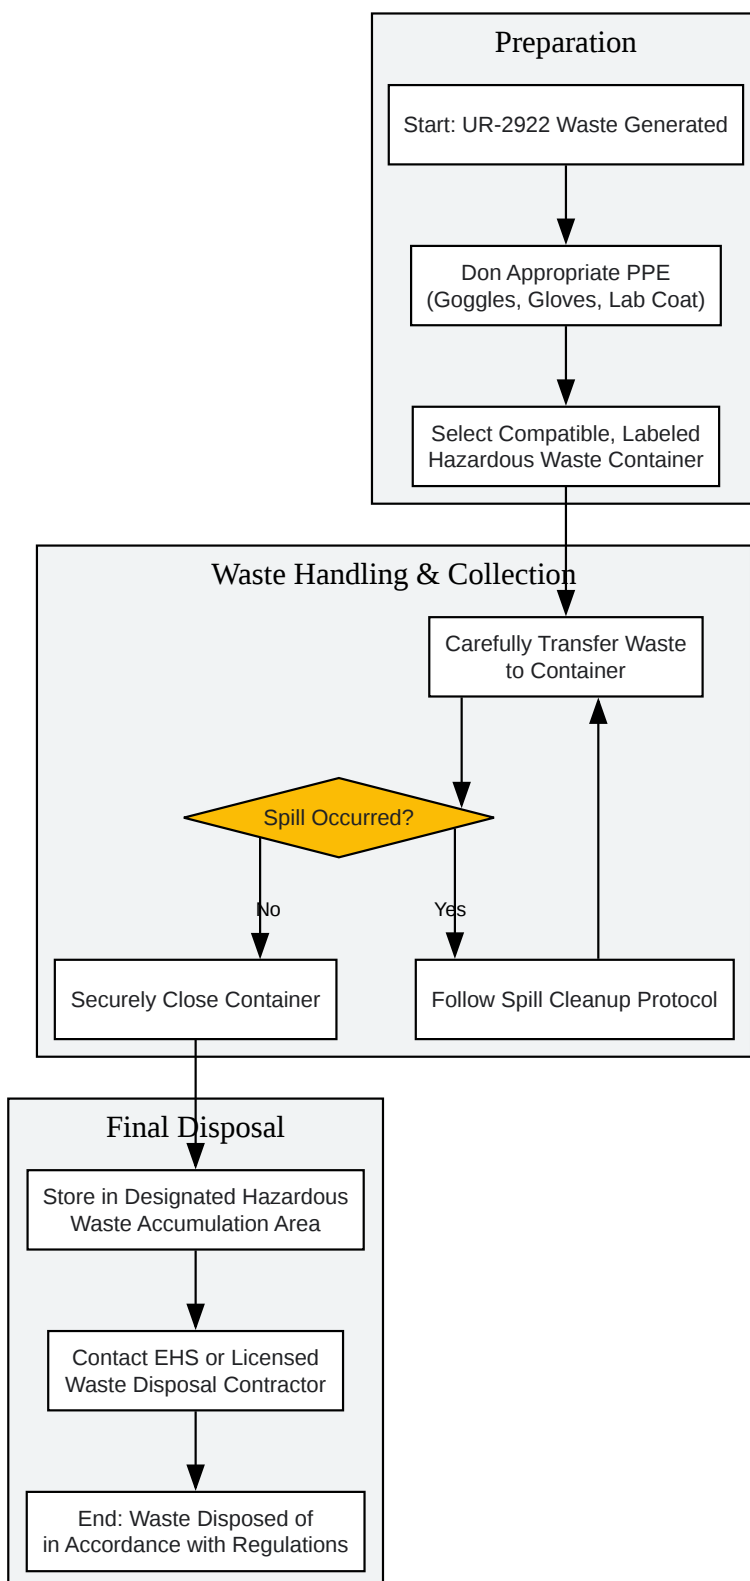 Preparation
Start: UR-2922 Waste Generated
Don Appropriate PPE
(Goggles, Gloves, Lab Coat)
Select Compatible, Labeled
Hazardous Waste Container
Waste Handling & Collection
Carefully Transfer Waste
to Container
Spill Occurred?
No
Yes
Securely Close Container
Follow Spill Cleanup Protocol
Final Disposal
Store in Designated Hazardous
Waste Accumulation Area
Contact EHS or Licensed
Waste Disposal Contractor
End: Waste Disposed of
in Accordance with Regulations